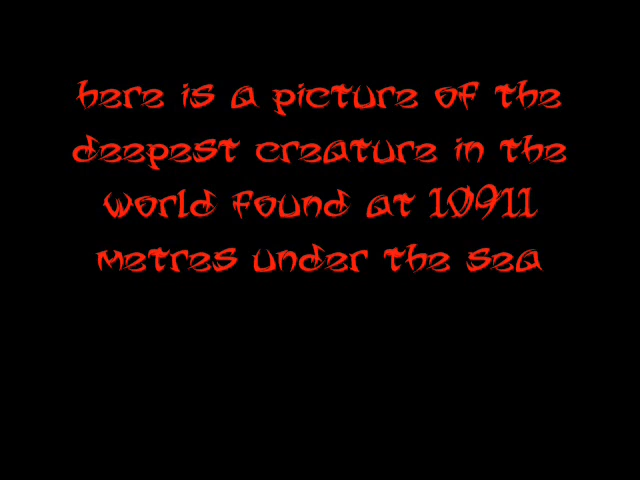 here is a picture of the
deepest creature in the
world found at 10911
metres under the sea